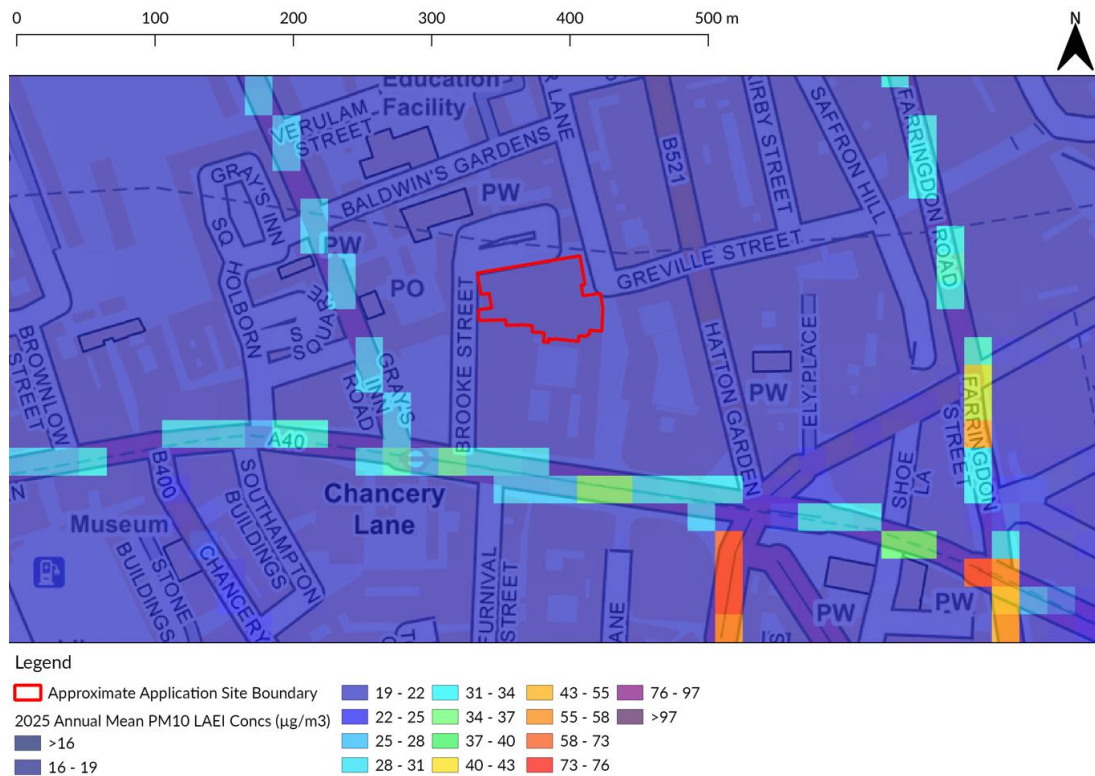 0 100 200 300 400 500 m
N
Education
Facility
VERULAM
STREET
BALDWIN'S GARDENS
R LANE
B521
KIRBY STREET
SAFFRON HILL
FARRINGDON ROAD
GRAY'S INN
SQ
PW
PW
PO
HOLBORN
SQUARE
S
S
GREVILLE STREET
BROOKE STREET
BROWNLOW
STREET
GRAY'S
INN
ROAD
HATTON GARDEN
ELY PLACE
PW
FARRINGDON
STREET
A40
B400
SOUTHAMPTON
BUILDINGS
Chancery
Lane
Museum
STONE
BUILDINGS
CHANCERY
FURNIVAL
STREET
ANE
SHOE
LA
PW
PW
Legend
Approximate Application Site Boundary
2025 Annual Mean PM10 LAEI Concs (µg/m3)
>16
16 - 19
19 - 22
22 - 25
25 - 28
28 - 31
31 - 34
34 - 37
37 - 40
40 - 43
43 - 55
55 - 58
58 - 73
73 - 76
76 - 97
>97